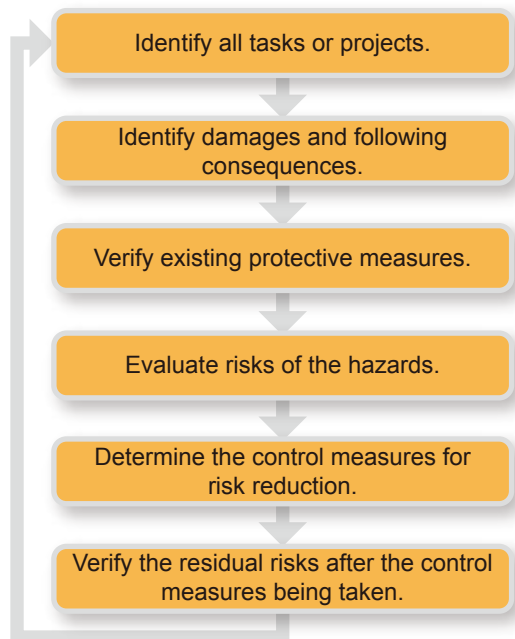 Identify all tasks or projects.
Identify damages and following
consequences.
Verify existing protective measures.
Evaluate risks of the hazards.
Determine the control measures for
risk reduction.
Verify the residual risks after the control
measures being taken.